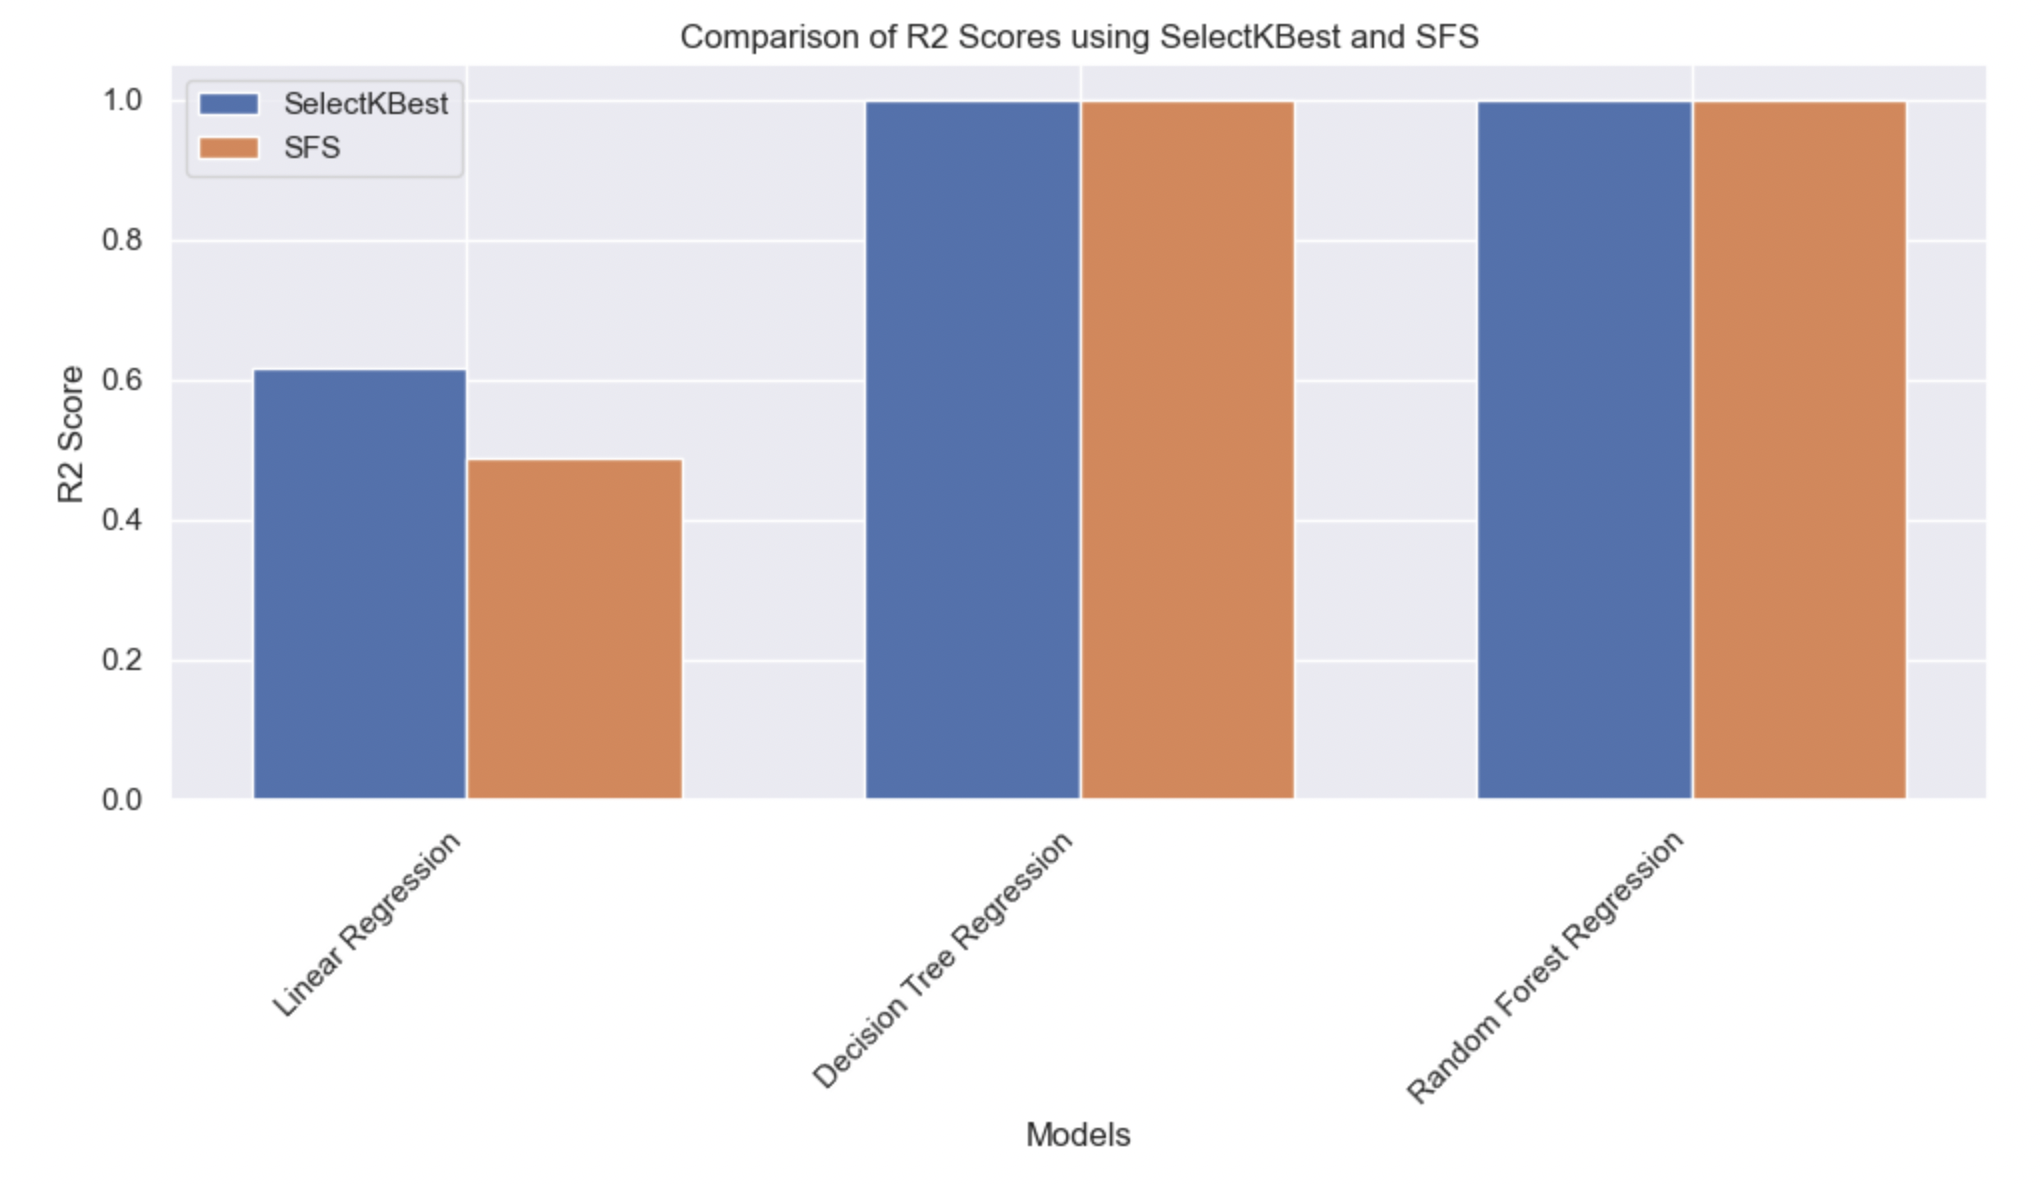 Comparison of R2 Scores using SelectKBest and SFS
SelectKBest
SFS
R2 Score
1.0
0.8
0.6
0.4
0.2
0.0
Linear Regression
Decision Tree Regression
Random Forest Regression
Models